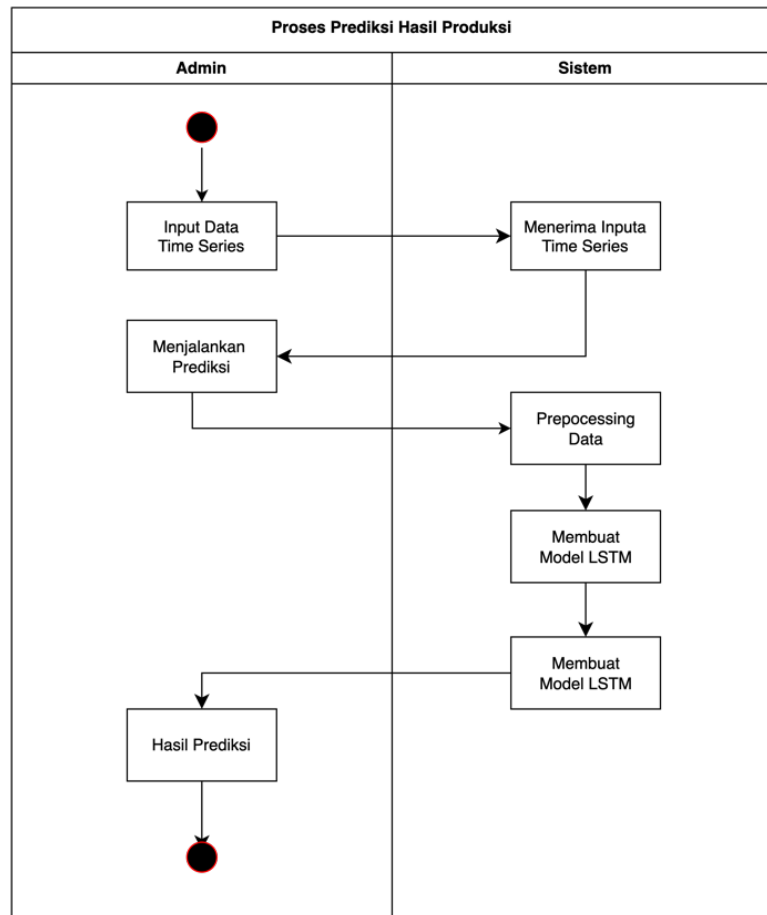 Proses Prediksi Hasil Produksi
Admin
Sistem
Input Data
Time Series
Menerima Inputa
Time Series
Menjalankan
Prediksi
Prepocessing
Data
Membuat
Model LSTM
Membuat
Model LSTM
Hasil Prediksi